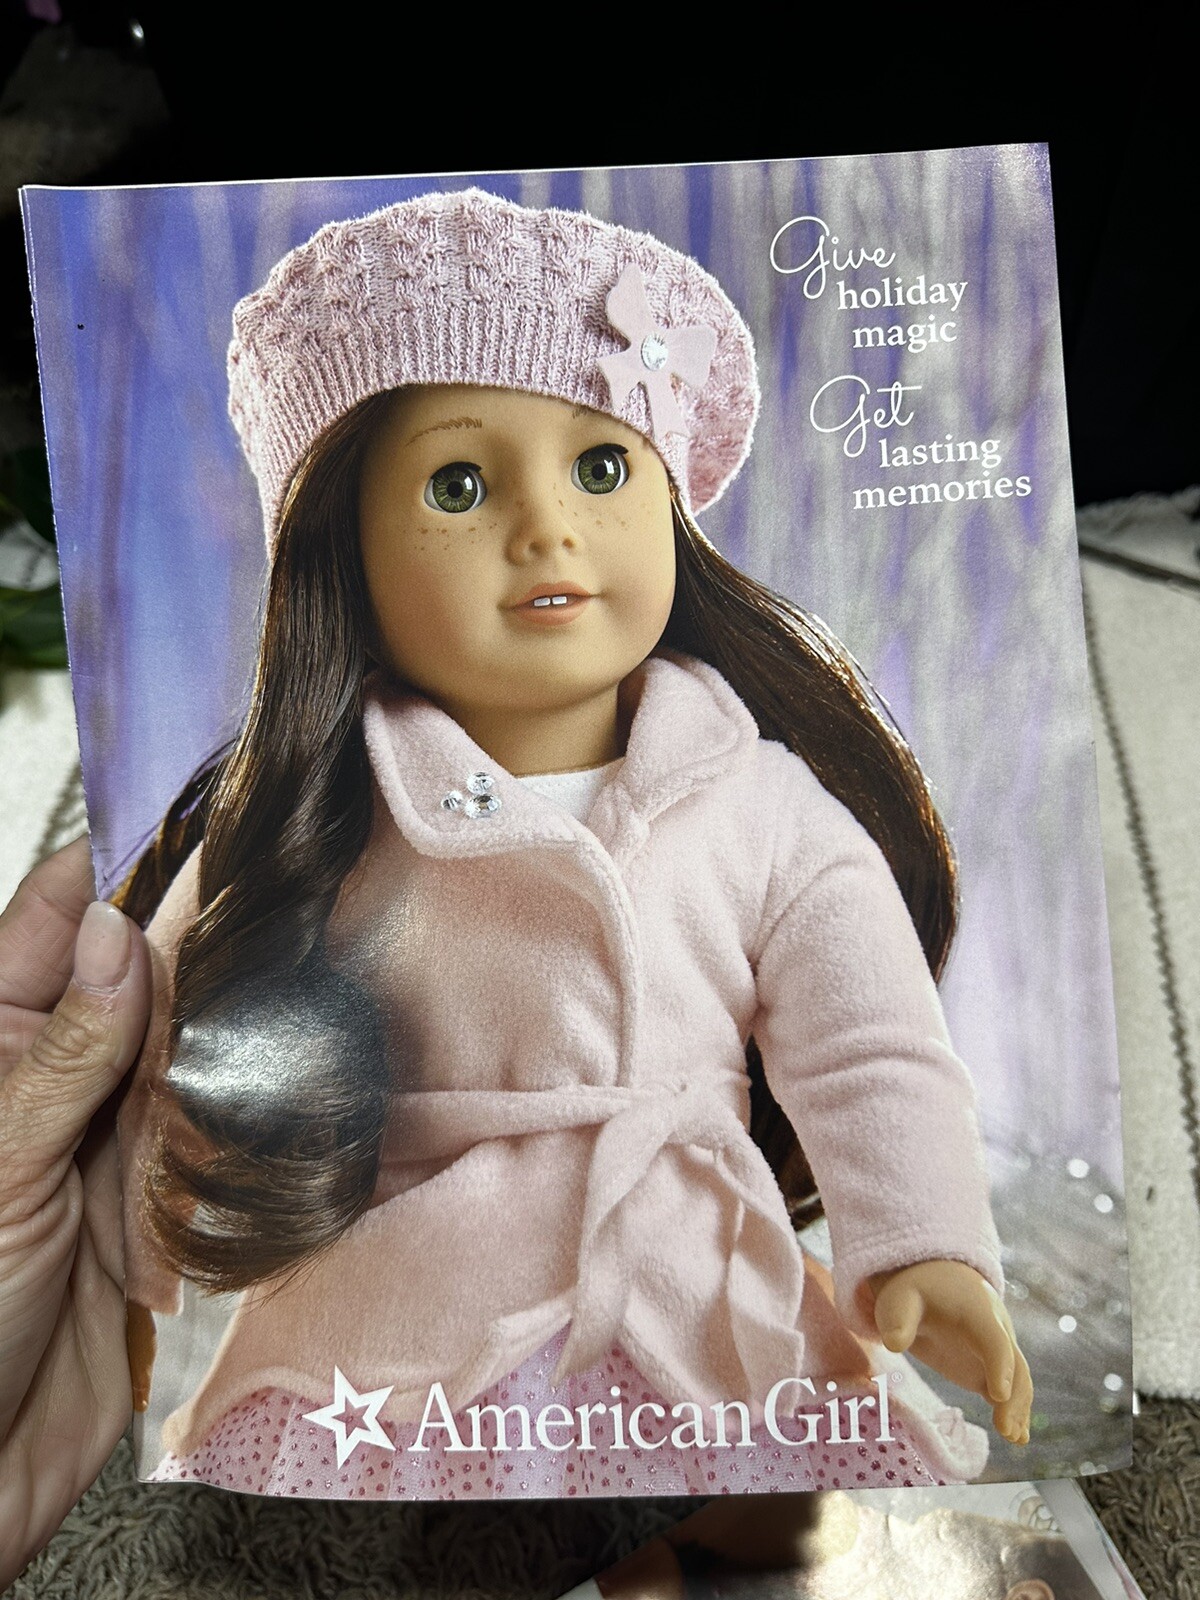 Give
holiday
magic
Get
lasting
memories
American Girl®